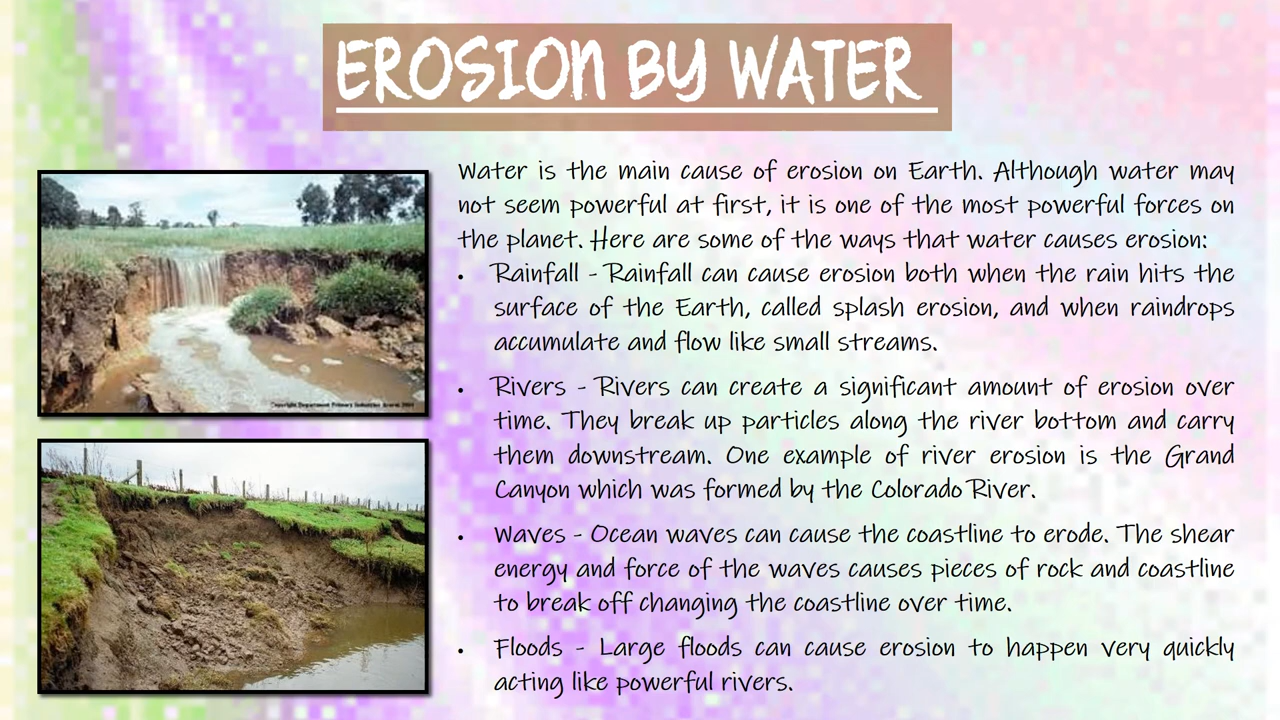 EROSION BY WATER
Water is the main cause of erosion on Earth. Although water may
not seem powerful at first, it is one of the most powerful forces on
the planet. Here are some of the ways that water causes erosion:
• Rainfall - Rainfall can cause erosion both when the rain hits the
surface of the Earth, called splash erosion, and when raindrops
accumulate and flow like small streams.
• Rivers - Rivers can create a significant amount of erosion over
time. They break up particles along the river bottom and carry
them downstream. One example of river erosion is the Grand
Canyon which was formed by the Colorado River.
• Waves - Ocean waves can cause the coastline to erode. The shear
energy and force of the waves causes pieces of rock and coastline
to break off changing the coastline over time.
• Floods - Large floods can cause erosion to happen very quickly
acting like powerful rivers.
Copyright Department Primary Industries